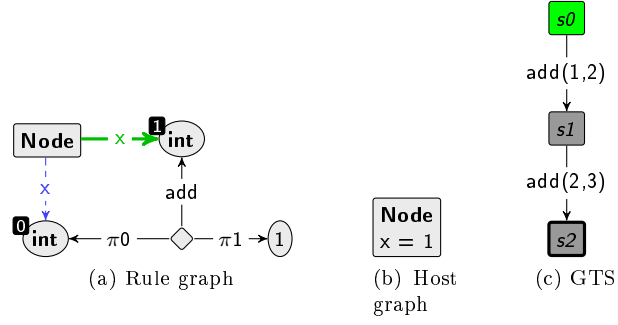 s0
add(1,2)
1
Node
x
int
s1
x
add
add(2,3)
0
int
π0
π1
1
Node
x = 1
s2
(a) Rule graph
(b) Host
graph
(c) GTS